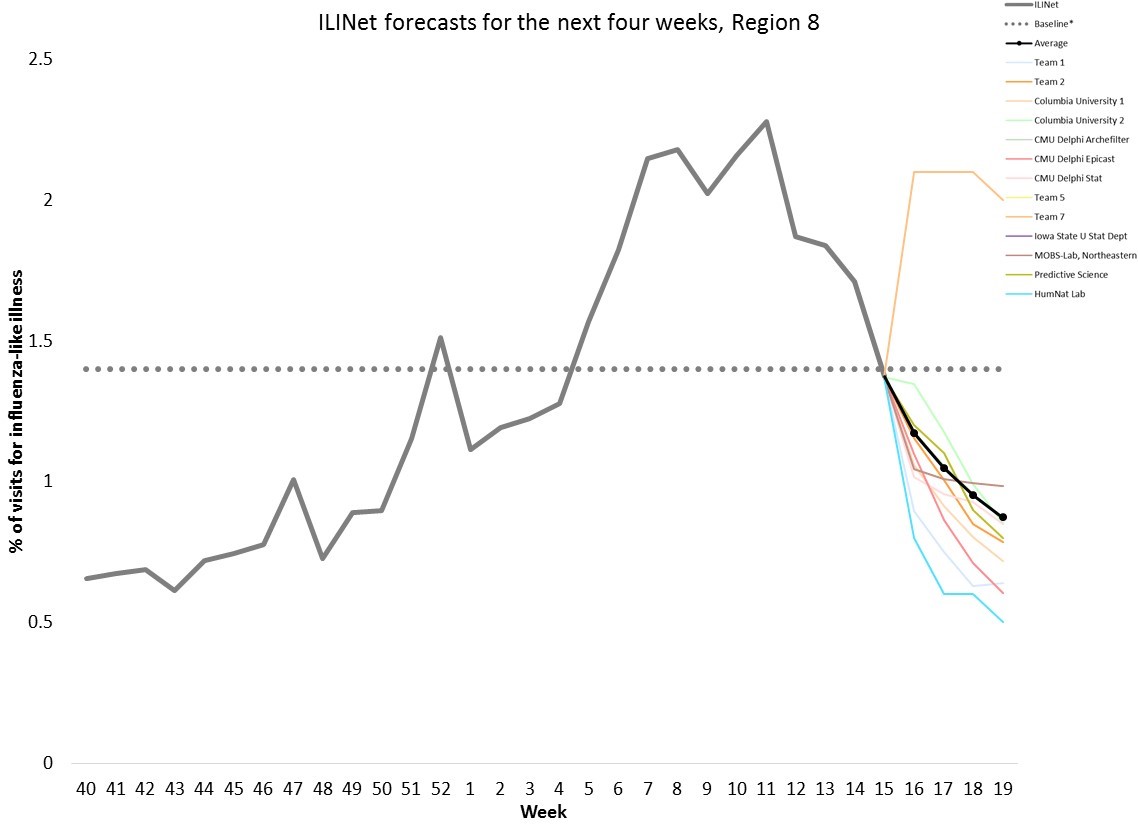 ILINet forecasts for the next four weeks, Region 8
ILINet
Baseline*
Average
Team 1
Team 2
Columbia University 1
Columbia University 2
CMU Delphi Archefilter
CMU Delphi Epicast
CMU Delphi Stat
Team 5
Team 7
Iowa State U Stat Dept
MOBS-Lab, Northeastern
Predictive Science
HumNat Lab
% of visits for influenza-like illness
2.5
2
1.5
1
0.5
0
40 41 42 43 44 45 46 47 48 49 50 51 52 1 2 3 4 5 6 7 8 9 10 11 12 13 14 15 16 17 18 19
Week